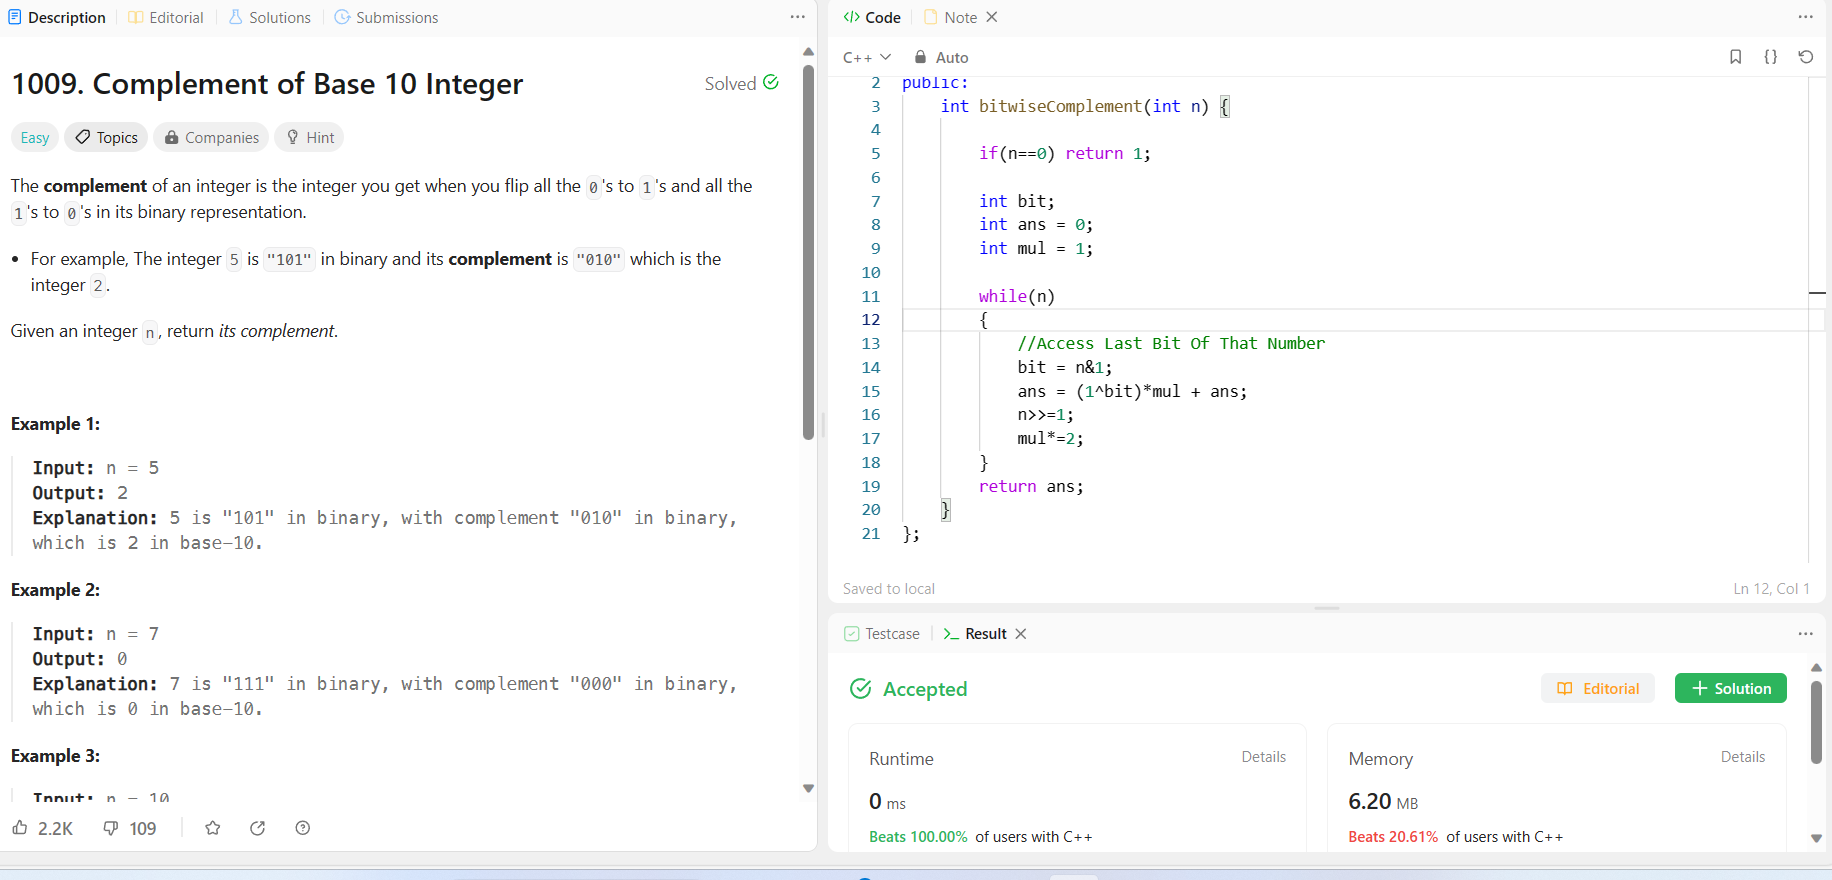 Description Editorial Solutions Submissions
1009. Complement of Base 10 Integer
Solved
Easy Topics Companies Hint
The complement of an integer is the integer you get when you flip all the 0's to 1's and all the
1's to 0's in its binary representation.
• For example, The integer 5 is "101" in binary and its complement is "010" which is the
integer 2.
Given an integer n, return its complement.
Example 1:
Input: n = 5
Output: 2
Explanation: 5 is "101" in binary, with complement "010" in binary,
which is 2 in base-10.
Example 2:
Input: n = 7
Output: 0
Explanation: 7 is "111" in binary, with complement "000" in binary,
which is 0 in base-10.
Example 3:
Input: n = 10
2.2K 109
Code Note
C++ Auto
2 public:
3 int bitwiseComplement(int n) {
4
5 if(n==0) return 1;
6
7 int bit;
8 int ans = 0;
9 int mul = 1;
10
11 while(n)
12 {
13 //Access Last Bit Of That Number
14 bit = n&1;
15 ans = (1^bit)*mul + ans;
16 n>>=1;
17 mul*=2;
18 }
19 return ans;
20 }
21 };
Saved to local Ln 12, Col 1
Testcase Result
Accepted Editorial Solution
Runtime Details
0 ms
Beats 100.00% of users with C++
Memory Details
6.20 MB
Beats 20.61% of users with C++